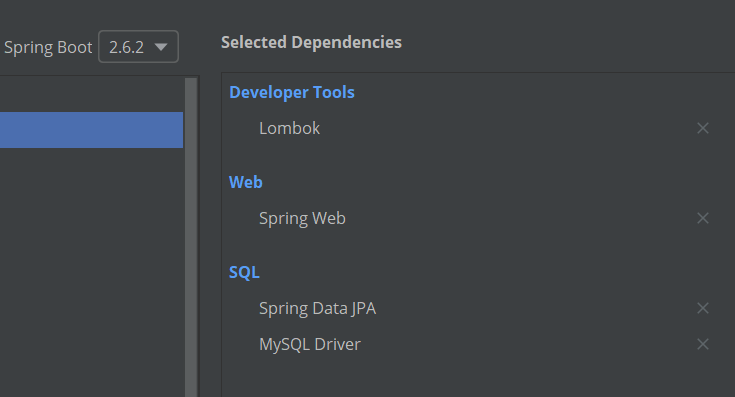 Spring Boot 2.6.2
Selected Dependencies
Developer Tools
Lombok
Web
Spring Web
SQL
Spring Data JPA
MySQL Driver